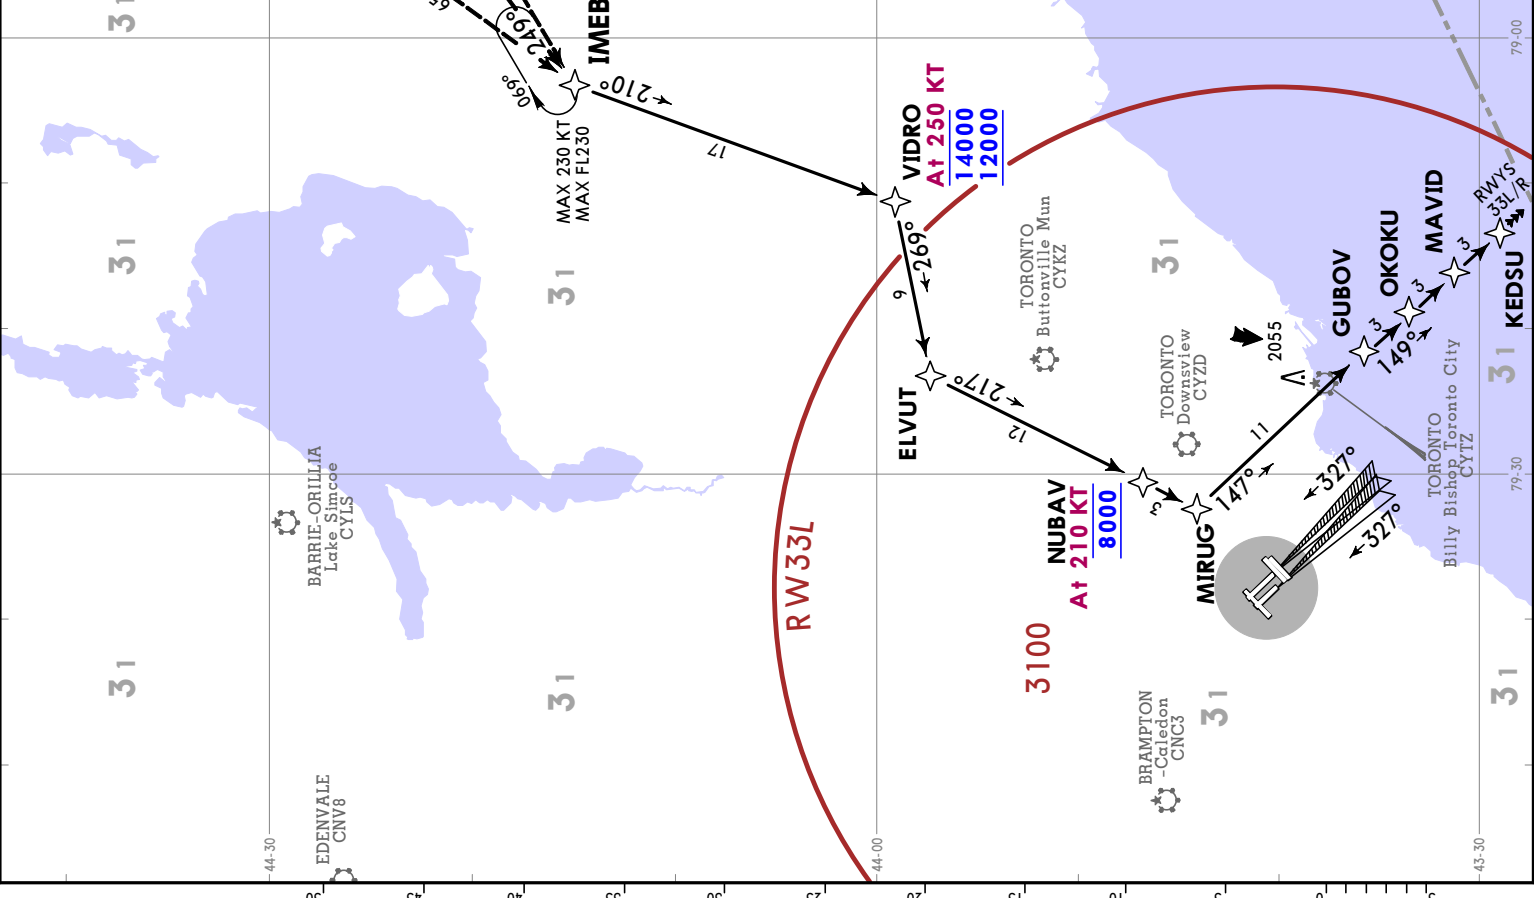 31
65
249°
069°
IMEB
MAX 230 KT
MAX FL230
210°
17
79-00
VIDRO
At 250 KT
14000
12000
269°
9
31
31
TORONTO
Buttonville Mun
CYKZ
31
RWYS
33L/R
MAVID
OKOKU
GUBOV
KEDSU
3
3
3
149°
31
2055
TORONTO
Downsview
CYZD
ELVUT
217°
12
11
147°
TORONTO
Billy Bishop Toronto City
CYTZ
79-30
BARRIE-ORILLIA
Lake Simcoe
CYLS
RW33L
NUBAV
At 210 KT
8000
3
MIRUG
327°
327°
3100
31
31
31
31
BRAMPTON
-Caledon
CNC3
EDENVALE
CNV8
44-30
44-00
43-30